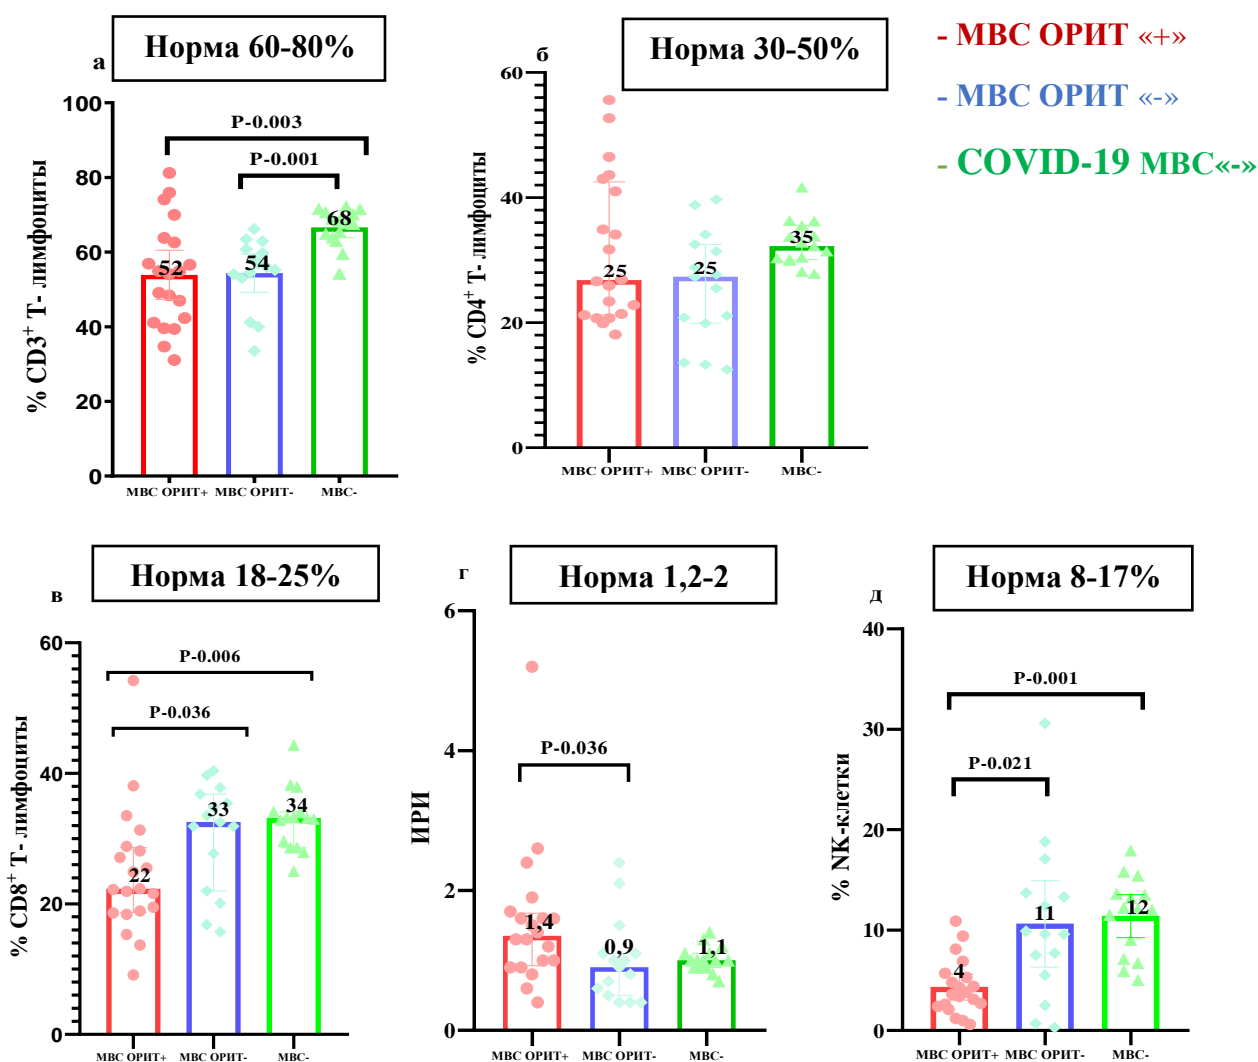 Норма 60-80%
а
% CD3⁺ Т- лимфоциты
100
80
60
40
20
0
P-0.003
P-0.001
52
54
68
МВС ОРИТ+
МВС ОРИТ-
МВС-
Норма 30-50%
б
% CD4⁺ Т- лимфоциты
60
40
20
0
25
25
35
МВС ОРИТ+
МВС ОРИТ-
МВС-
- МВС ОРИТ «+»
- МВС ОРИТ «-»
- COVID-19 МВС«-»
Норма 18-25%
в
% CD8⁺ Т- лимфоциты
60
40
20
0
P-0.006
P-0.036
22
33
34
МВС ОРИТ+
МВС ОРИТ-
МВС-
Норма 1,2-2
г
ИРИ
6
4
2
0
P-0.036
1,4
0,9
1,1
МВС ОРИТ+
МВС ОРИТ-
МВС-
Норма 8-17%
д
% NK-клетки
40
30
20
10
0
P-0.001
P-0.021
4
11
12
МВС ОРИТ+
МВС ОРИТ-
МВС-